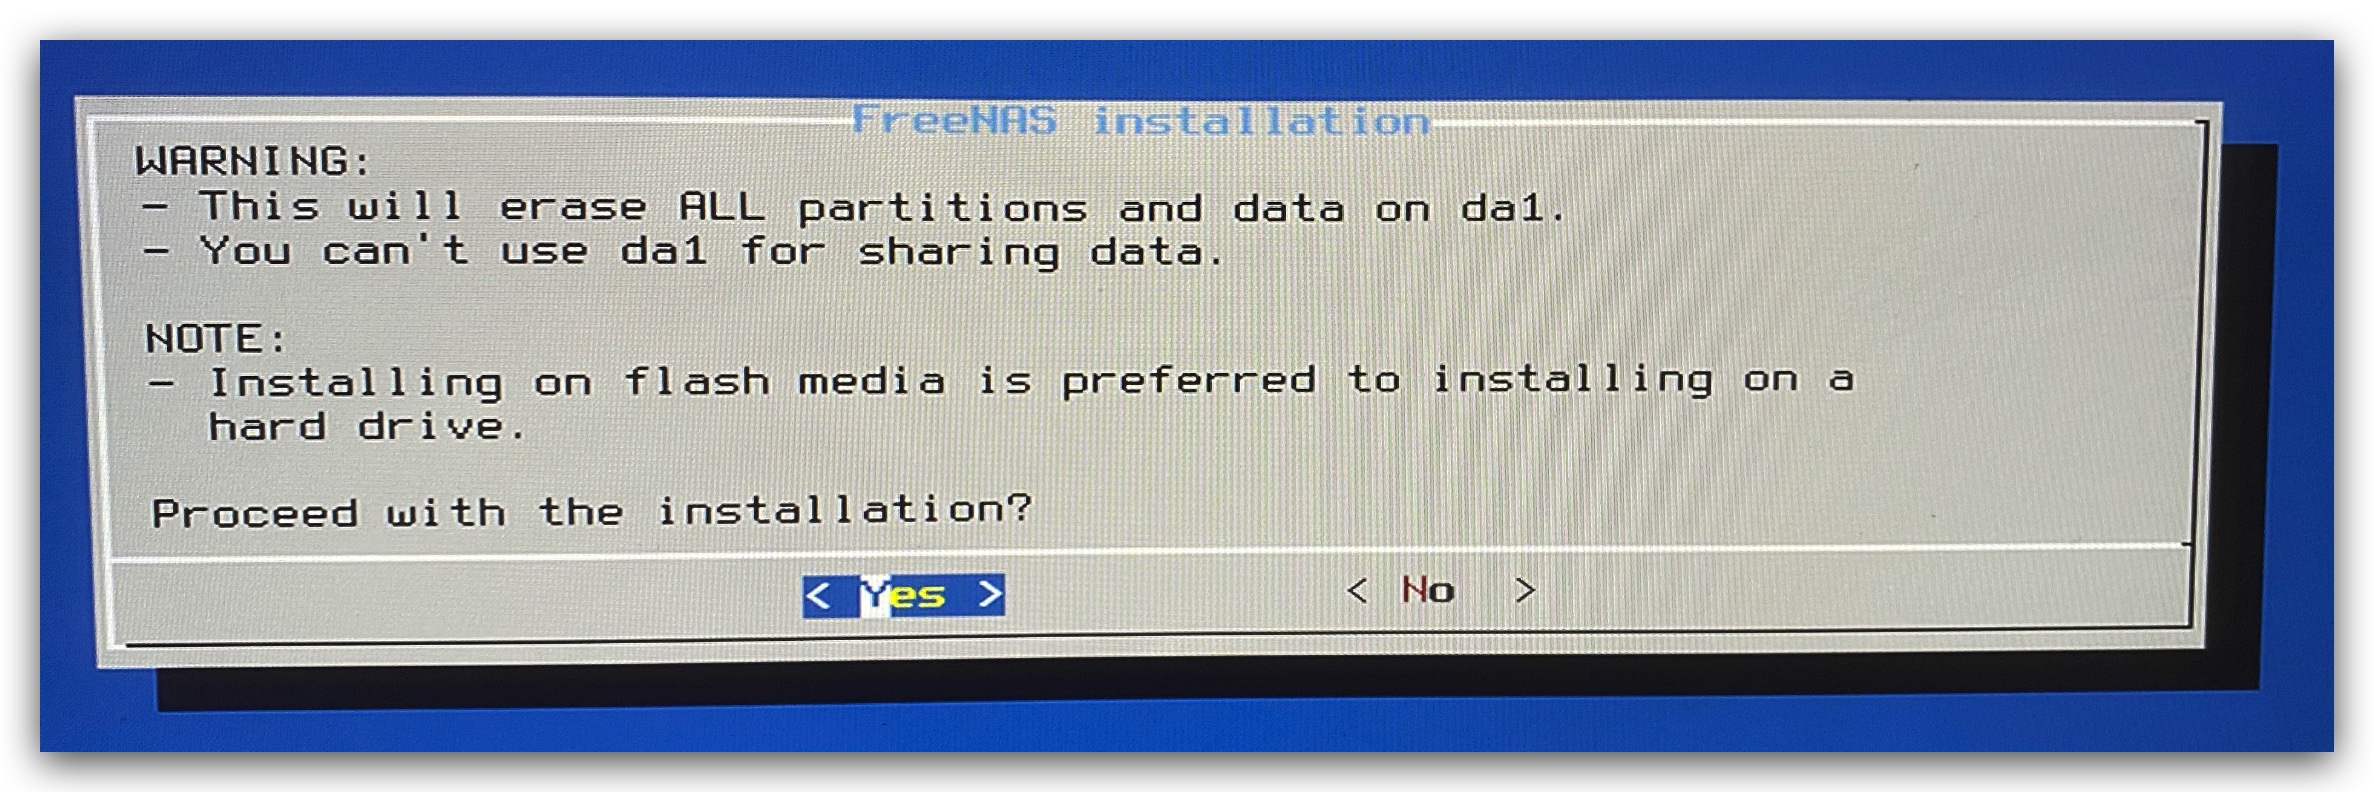 FreeNAS installation
WARNING:
- This will erase ALL partitions and data on da1.
- You can't use da1 for sharing data.
NOTE:
- Installing on flash media is preferred to installing on a
hard drive.
Proceed with the installation?
< Yes > < No >